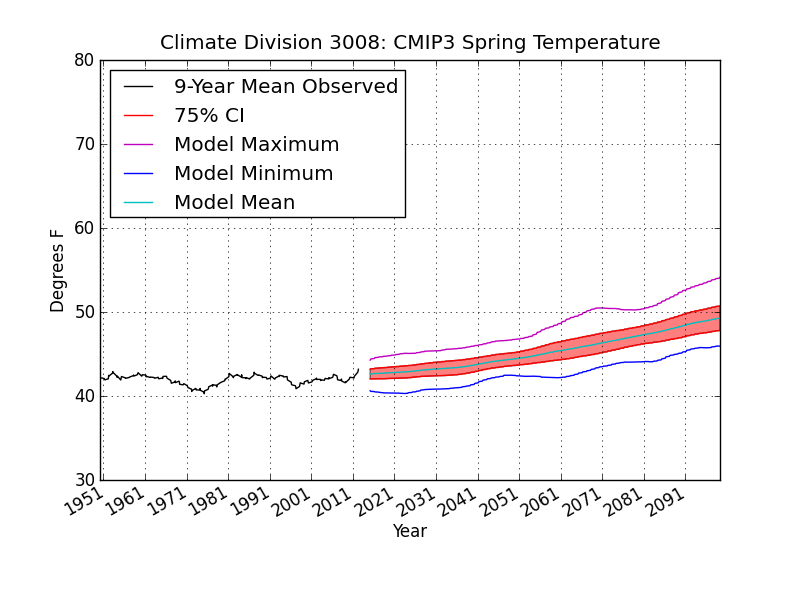 Climate Division 3008: CMIP3 Spring Temperature
80
70
60
50
40
30
Degrees F
9-Year Mean Observed
75% CI
Model Maximum
Model Minimum
Model Mean
1951
1961
1971
1981
1991
2001
2011
2021
2031
2041
2051
2061
2071
2081
2091
Year